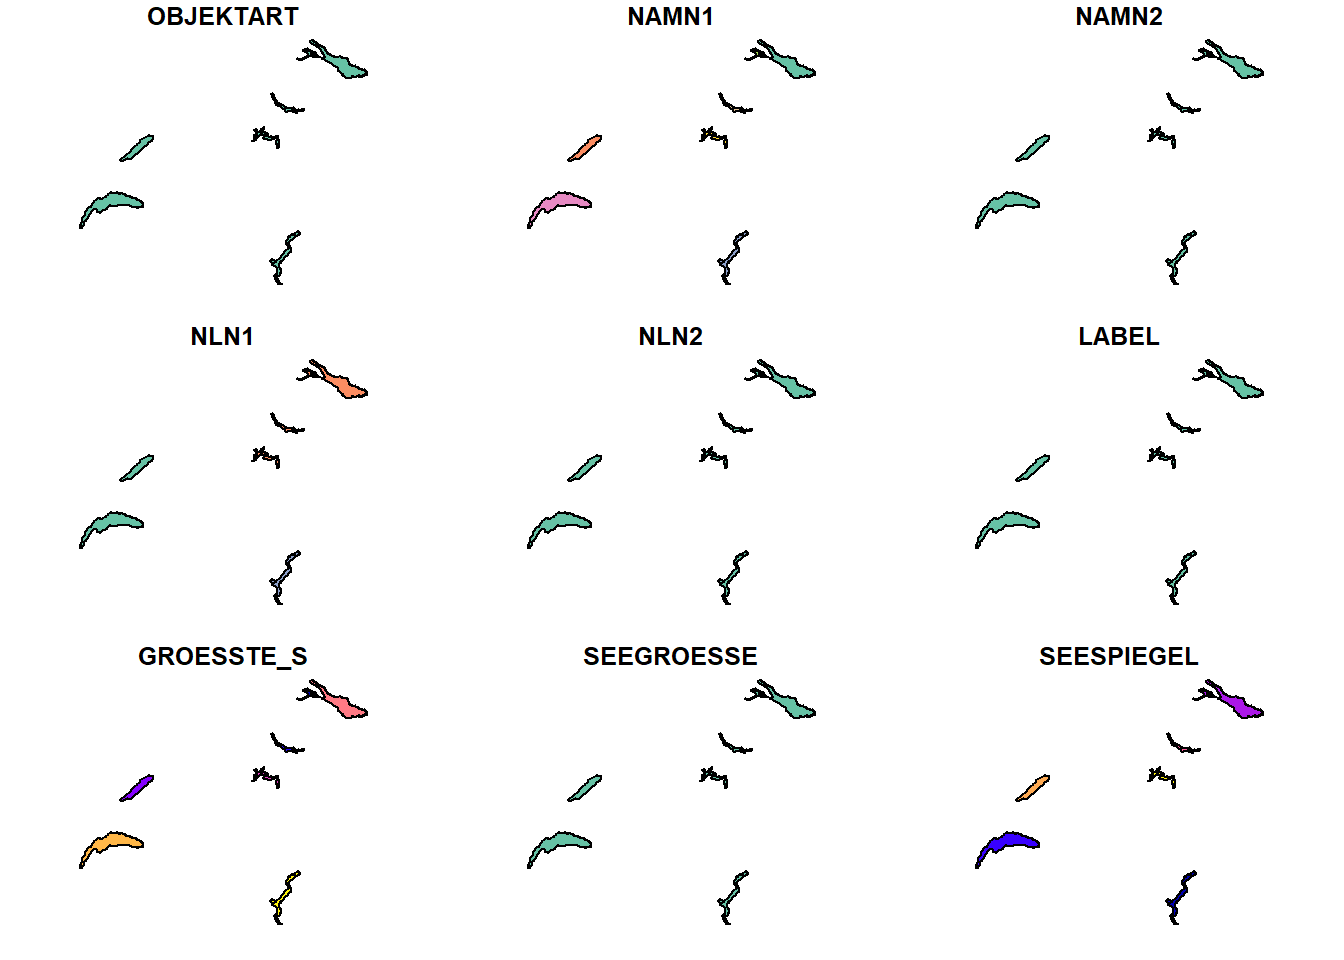 OBJEKTART
NAMN1
NAMN2
NLN1
NLN2
LABEL
GROESSTE_S
SEEGROESSE
SEESPIEGEL